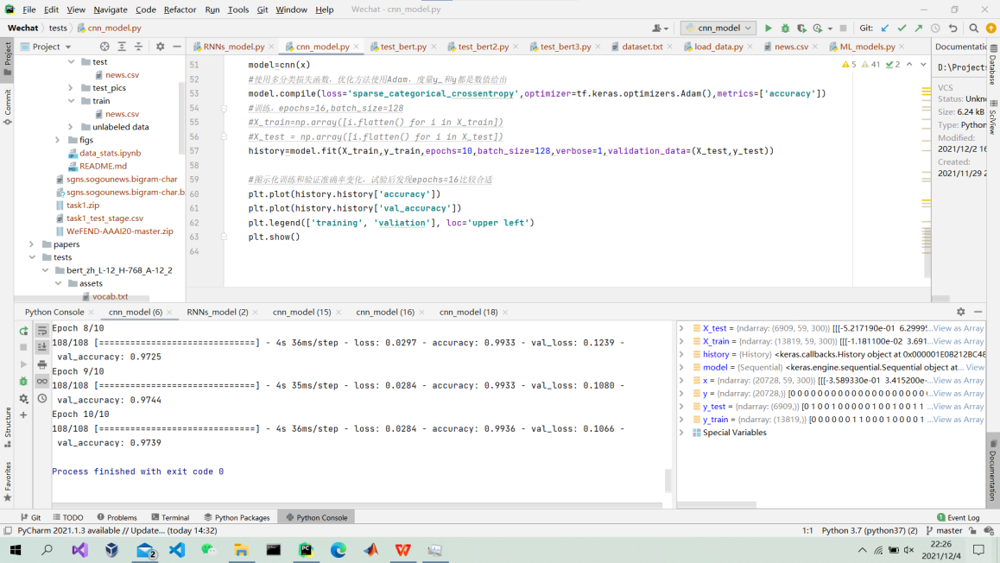 File Edit View Navigate Code Refactor Run Tools Git Window Help Wechat - cnn_model.py
Wechat tests cnn_model.py cnn_model Git:
Project RNNs_model.py cnn_model.py test_bert.py test_bert2.py test_bert3.py dataset.txt load_data.py news.csv ML_models.py Documentation
Project
Commit
Structure
Favorites
Database
SciView
Documentation
test
news.csv
test_pics
train
news.csv
unlabeled data
figs
data_stats.ipynb
README.md
sgns.sogounews.bigram-char
sgns.sogounews.bigram-char.b
task1.zip
task1_test_stage.csv
WeFEND-AAAI20-master.zip
papers
tests
bert_zh_L-12_H-768_A-12_2
assets
vocab.txt
5 41 2
51 model=cnn(x)
52 #使用多分类损失函数，优化方法使用Adam，度量y_和y都是数值给出
53 model.compile(loss='sparse_categorical_crossentropy',optimizer=tf.keras.optimizers.Adam(),metrics=['accuracy'])
54 #训练，epochs=16,batch_size=128
55 #X_train=np.array([i.flatten() for i in X_train])
56 #X_test = np.array([i.flatten() for i in X_test])
57 history=model.fit(X_train,y_train,epochs=10,batch_size=128,verbose=1,validation_data=(X_test,y_test))
58
59 #图示化训练和验证准确率变化，试验后发现epochs=16比较合适
60 plt.plot(history.history['accuracy'])
61 plt.plot(history.history['val_accuracy'])
62 plt.legend(['training', 'valiation'], loc='upper left')
63 plt.show()
64
D:\Project
VCS
Status: Unkno
Size: 6.24 kB
Type: Python
Modified:
2021/12/2 16
Created:
2021/11/29 2
Python Console cnn_model (6) RNNs_model (2) cnn_model (15) cnn_model (16) cnn_model (18)
Epoch 8/10
108/108 [==============================] - 4s 36ms/step - loss: 0.0297 - accuracy: 0.9933 - val_loss: 0.1239 -
val_accuracy: 0.9725
Epoch 9/10
108/108 [==============================] - 4s 35ms/step - loss: 0.0284 - accuracy: 0.9933 - val_loss: 0.1080 -
val_accuracy: 0.9744
Epoch 10/10
108/108 [==============================] - 4s 36ms/step - loss: 0.0284 - accuracy: 0.9936 - val_loss: 0.1066 -
val_accuracy: 0.9739
Process finished with exit code 0
X_test = {ndarray: (6909, 59, 300)} [[[-5.217190e-01 6.29995 ...View as Array
X_train = {ndarray: (13819, 59, 300)} [[[-1.181100e-02 3.691 ...View as Array
history = {History} <keras.callbacks.History object at 0x000001E08212BC48
model = {Sequential} <keras.engine.sequential.Sequential object at... View
x = {ndarray: (20728, 59, 300)} [[[-3.589330e-01 3.415200e- ...View as Array
y = {ndarray: (20728,)} [0 0 0 0 0 0 0 0 0 0 0 0 0 0 0 0 0 0 0 0 ...View as Array
y_test = {ndarray: (6909,)} [0 1 0 0 1 0 0 0 0 0 1 0 0 1 0 0 1 1 ...View as Array
y_train = {ndarray: (13819,)} [0 0 0 0 0 0 1 1 0 0 0 1 0 0 0 0 1 ...View as Array
Special Variables
Git TODO Problems Terminal Python Packages Python Console 1 Event Log
PyCharm 2021.1.3 available // Update... (today 14:32) 1:1 Python 3.7 (python37) (2) master
2
22:26
2021/12/4